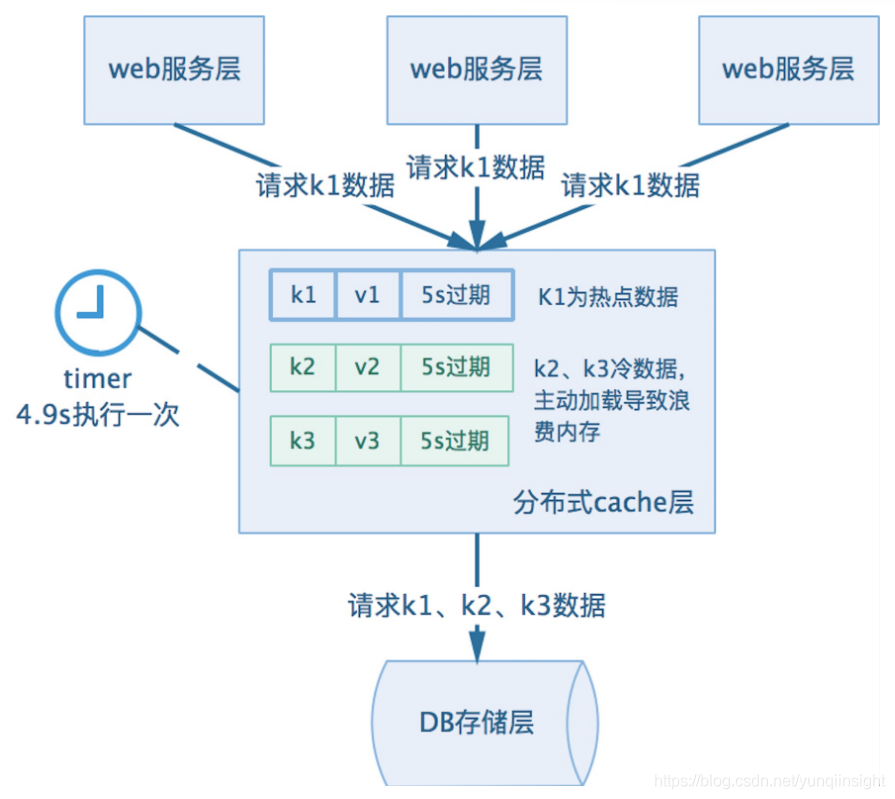 web服务层
web服务层
web服务层
请求k1数据
请求k1数据
请求k1数据
k1 v1 5s过期
K1为热点数据
k2 v2 5s过期
k2、k3冷数据,
主动加载导致浪
费内存
k3 v3 5s过期
timer
4.9s执行一次
分布式cache层
请求k1、k2、k3数据
DB存储层
https://blog.csdn.net/yunqiinsight